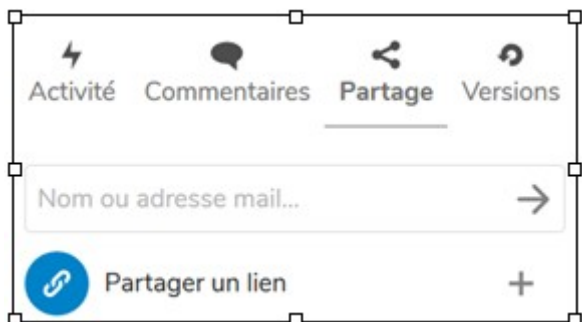 Activité Commentaires Partage Versions
Nom ou adresse mail...
Partager un lien